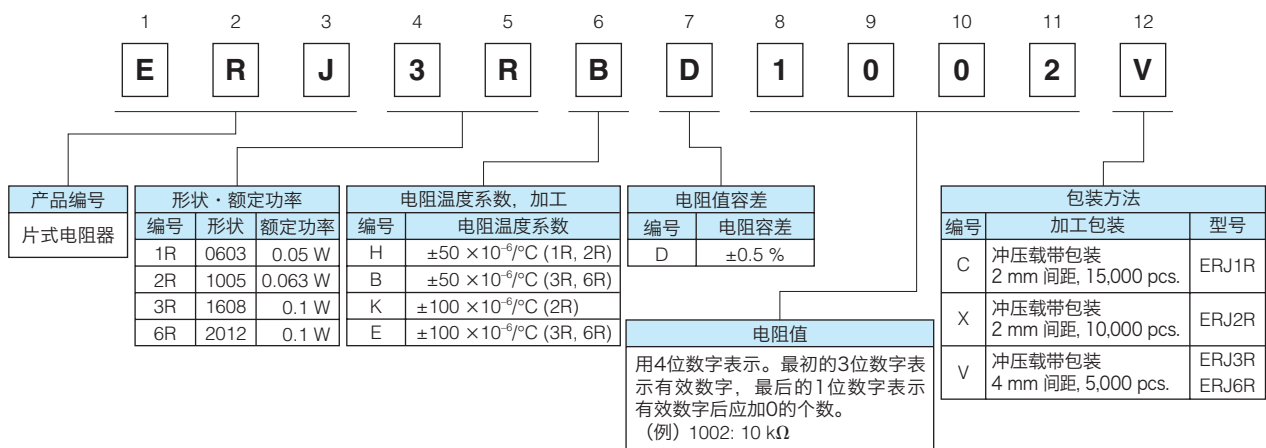 1 2 3 4 5 6 7 8 9 10 11 12
E R J 3 R B D 1 0 0 2 V
产品编号
片式电阻器
形状・额定功率
编号 形状 额定功率
1R 0603 0.05 W
2R 1005 0.063 W
3R 1608 0.1 W
6R 2012 0.1 W
电阻温度系数, 加工
编号 电阻温度系数
H ±50 ×10⁻⁶/°C (1R, 2R)
B ±50 ×10⁻⁶/°C (3R, 6R)
K ±100 ×10⁻⁶/°C (2R)
E ±100 ×10⁻⁶/°C (3R, 6R)
电阻值容差
编号 电阻容差
D ±0.5 %
电阻值
用4位数字表示。最初的3位数字表
示有效数字，最后的1位数字表示
有效数字后应加0的个数。
（例）1002: 10 kΩ
包装方法
编号 加工包装 型号
C 冲压载带包装
2 mm 间距, 15,000 pcs. ERJ1R
X 冲压载带包装
2 mm 间距, 10,000 pcs. ERJ2R
V 冲压载带包装 ERJ3R
4 mm 间距, 5,000 pcs. ERJ6R